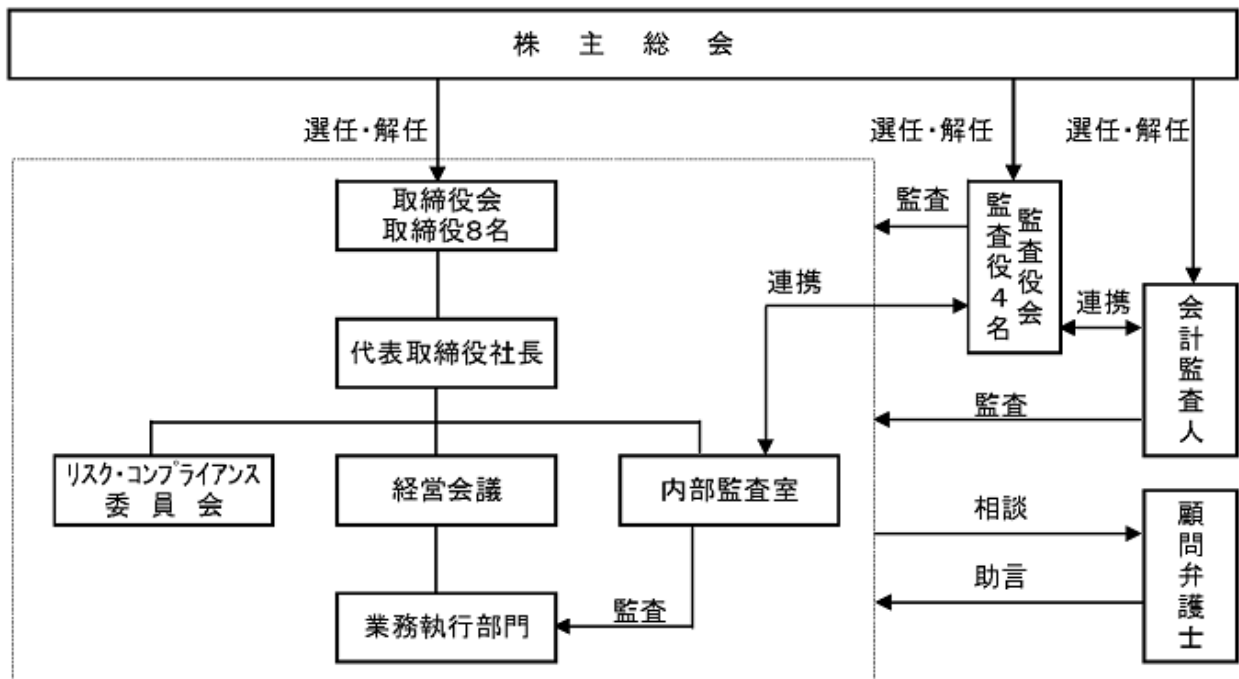 株 主 総 会
選任・解任
選任・解任
選任・解任
取締役会
取締役8名
監査
監査役会
監査役4名
連携
連携
会計監査人
代表取締役社長
監査
リスク・コンプライアンス
委 員 会
経営会議
内部監査室
相談
顧問弁護士
助言
業務執行部門
監査